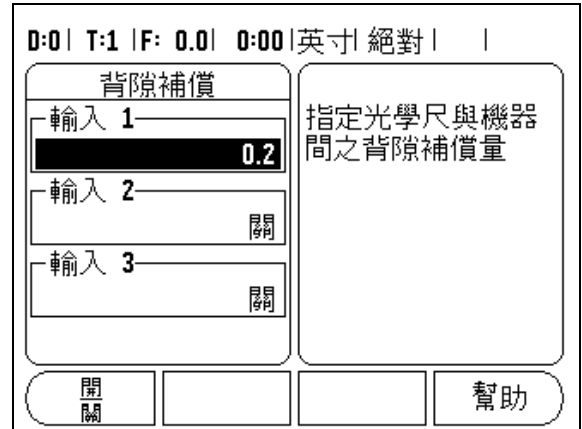 D:0 | T:1 | F: 0.0 | 0:00 | 英寸 | 絕對 | |
背隙補償
輸入 1
0.2
輸入 2
關
輸入 3
關
指定光學尺與機器
間之背隙補償量
開
關
幫助